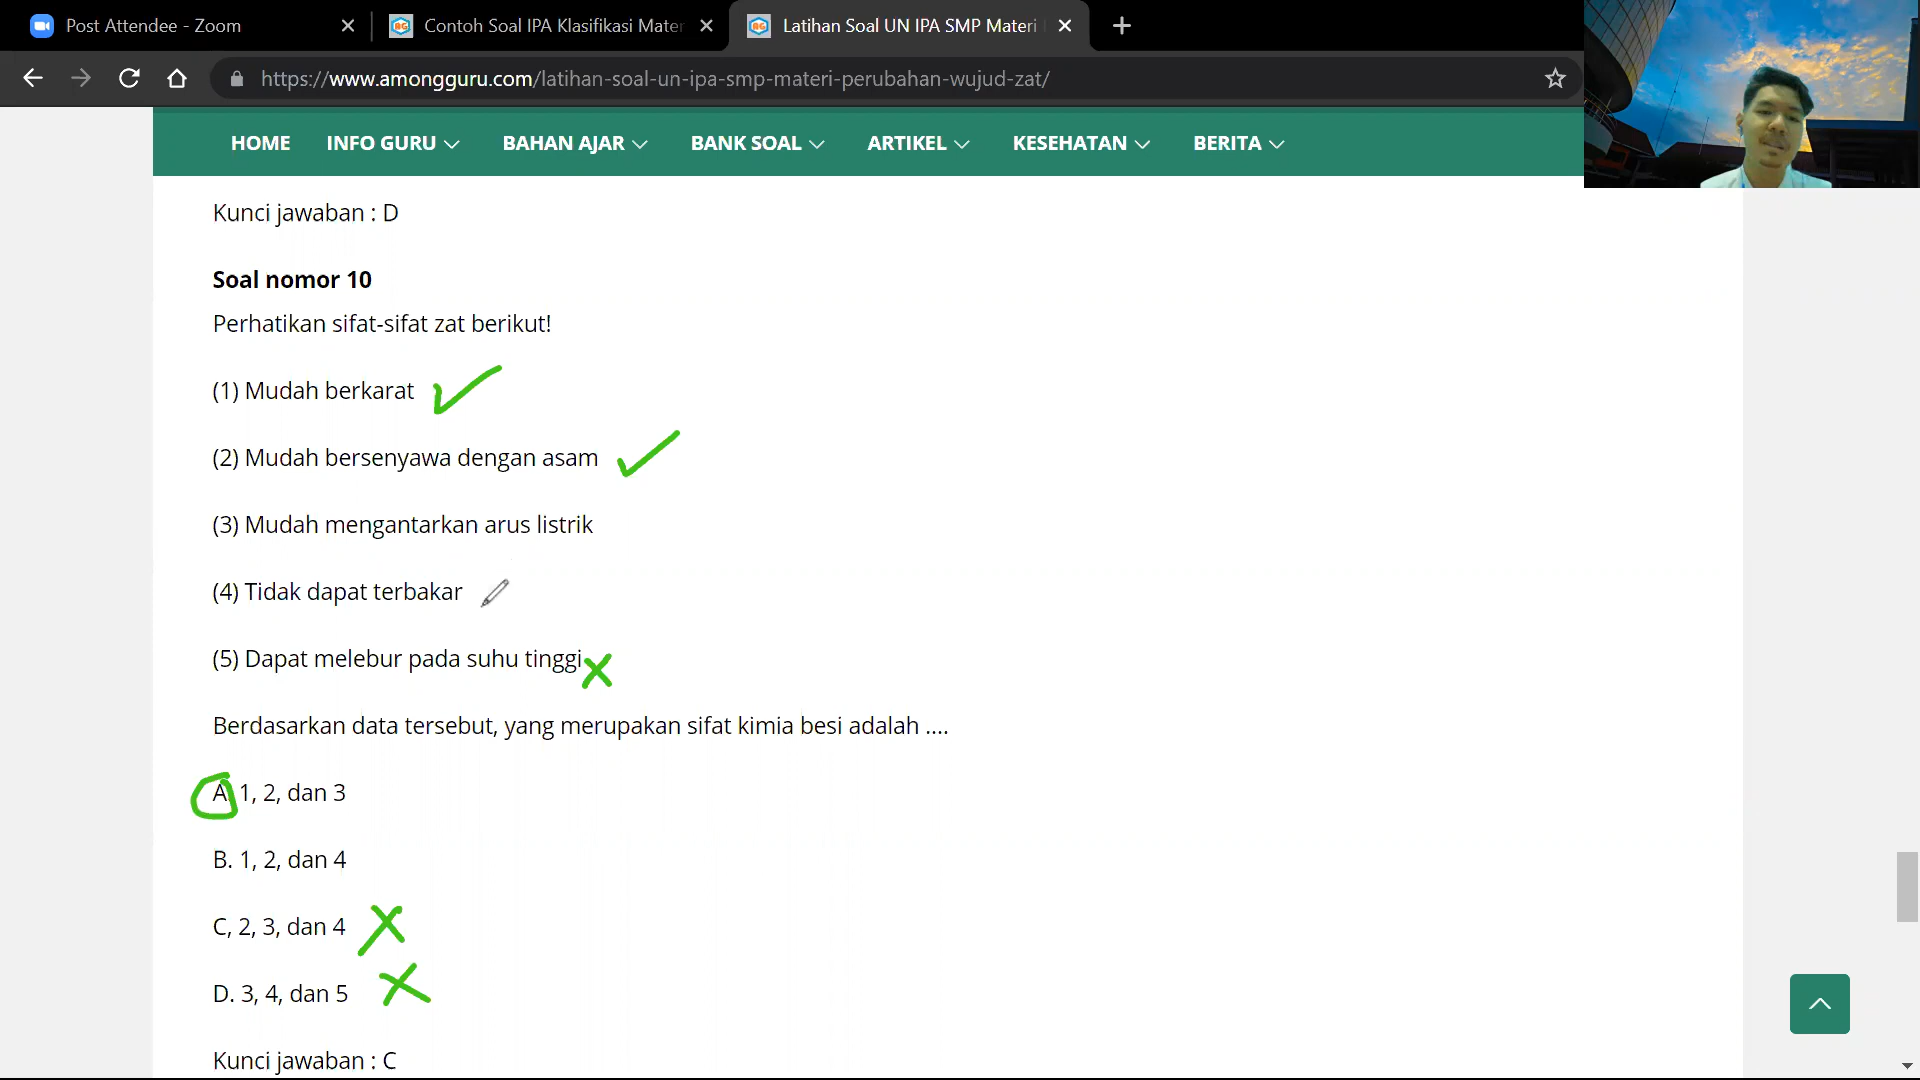 Post Attendee - Zoom
Contoh Soal IPA Klasifikasi Mater
Latihan Soal UN IPA SMP Materi
https://www.amongguru.com/latihan-soal-un-ipa-smp-materi-perubahan-wujud-zat/
HOME INFO GURU BAHAN AJAR BANK SOAL ARTIKEL KESEHATAN BERITA
Kunci jawaban : D
Soal nomor 10
Perhatikan sifat-sifat zat berikut!
(1) Mudah berkarat
(2) Mudah bersenyawa dengan asam
(3) Mudah mengantarkan arus listrik
(4) Tidak dapat terbakar
(5) Dapat melebur pada suhu tinggi
Berdasarkan data tersebut, yang merupakan sifat kimia besi adalah ....
A. 1, 2, dan 3
B. 1, 2, dan 4
C, 2, 3, dan 4
D. 3, 4, dan 5
Kunci jawaban : C